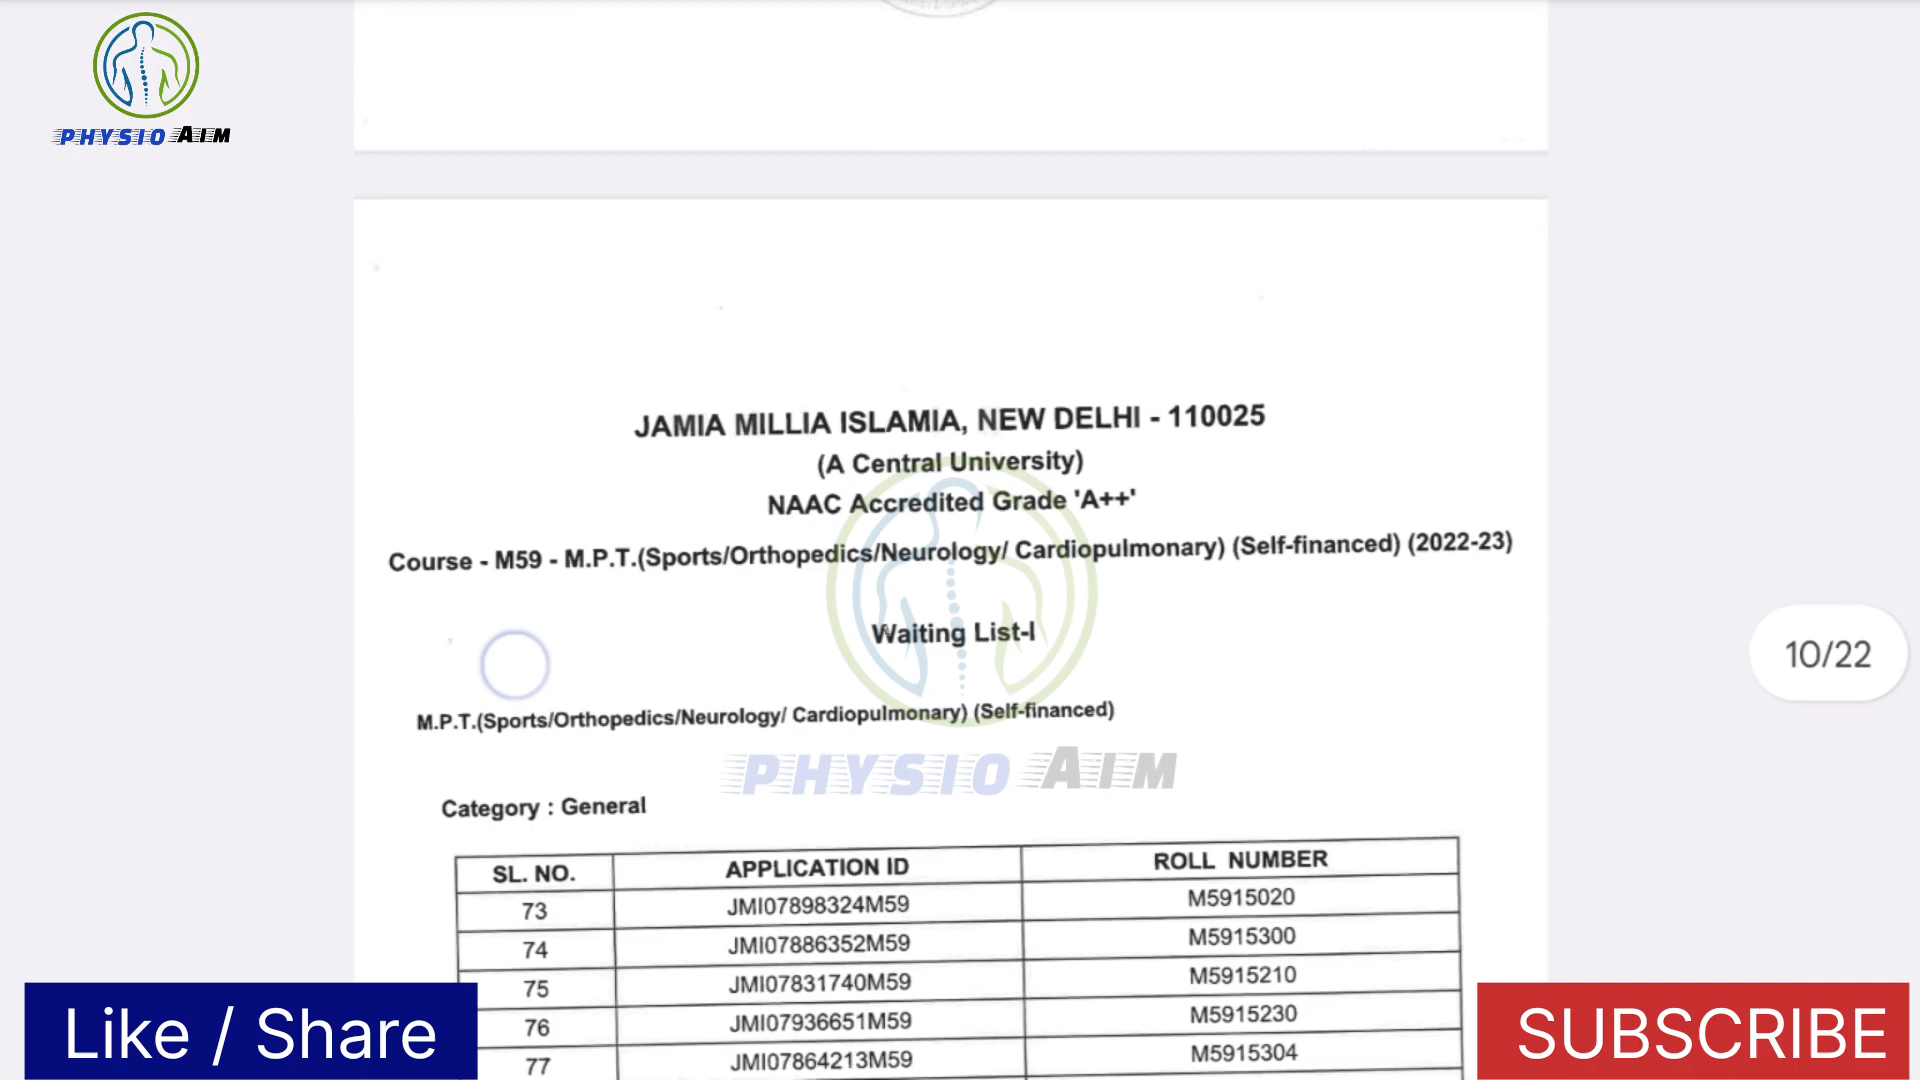 PHYSIO AIM
JAMIA MILLIA ISLAMIA, NEW DELHI - 110025
(A Central University)
NAAC Accredited Grade 'A++'
Course - M59 - M.P.T.(Sports/Orthopedics/Neurology/ Cardiopulmonary) (Self-financed) (2022-23)
Waiting List-I
10/22
M.P.T.(Sports/Orthopedics/Neurology/ Cardiopulmonary) (Self-financed)
PHYSIO AIM
Category : General
SL. NO. APPLICATION ID ROLL NUMBER
73 JMI07898324M59 M5915020
74 JMI07886352M59 M5915300
75 JMI07831740M59 M5915210
76 JMI07936651M59 M5915230
77 JMI07864213M59 M5915304
Like / Share
SUBSCRIBE